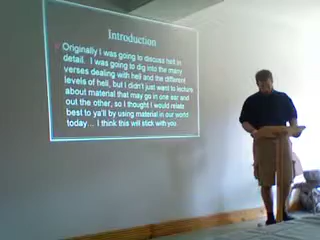 Introduction
Originally I was going to discuss hell in
detail. I was going to dig into the many
verses dealing with hell and the different
levels of hell, but I didn't just want to lecture
about material that may go in one ear and
out the other, so I thought I would relate
best to ya'll by using material in our world
today... I think this will stick with you.